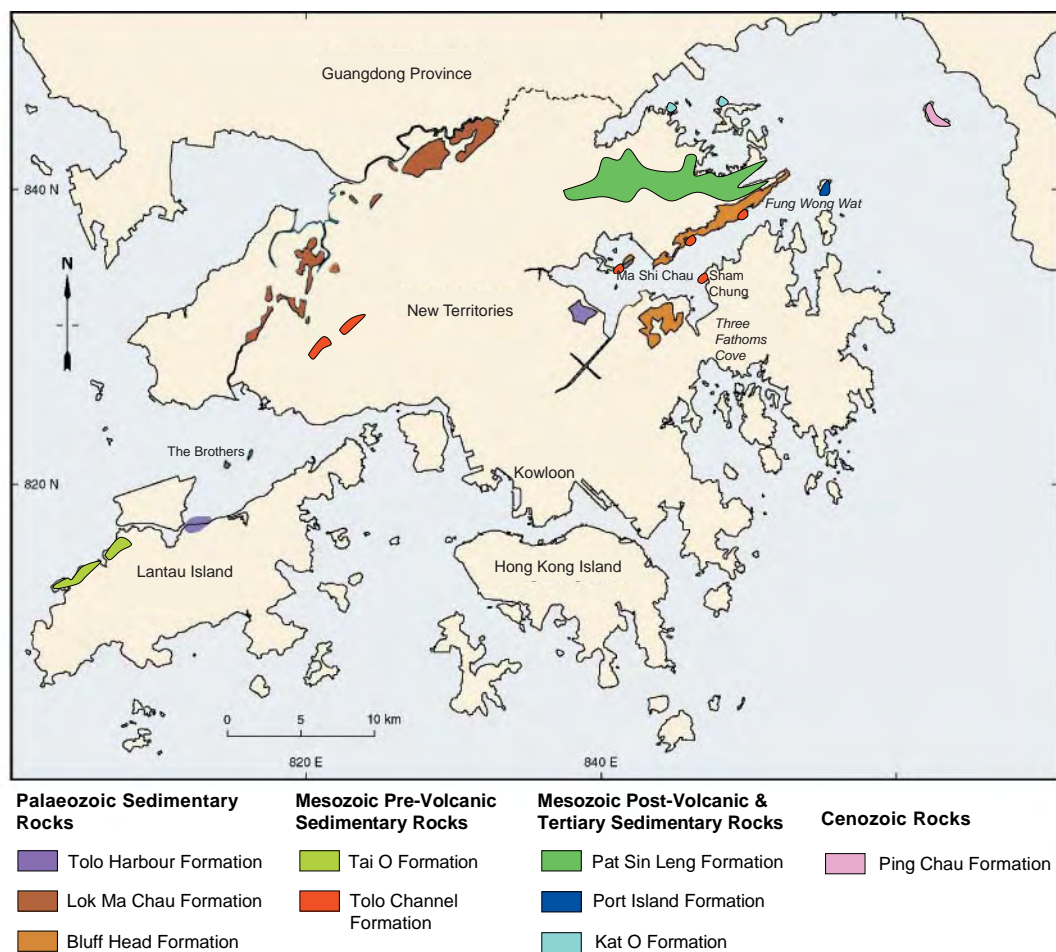 Guangdong Province
840 N
Fung Wong Wat
N
Ma Shi Chau
Sham
Chung
New Territories
Three
Fathoms
Cove
The Brothers
820 N
Kowloon
Lantau Island
Hong Kong Island
0 5 10 km
820 E
840 E
Palaeozoic Sedimentary
Rocks
Tolo Harbour Formation
Lok Ma Chau Formation
Bluff Head Formation
Mesozoic Pre-Volcanic
Sedimentary Rocks
Tai O Formation
Tolo Channel
Formation
Mesozoic Post-Volcanic &
Tertiary Sedimentary Rocks
Pat Sin Leng Formation
Port Island Formation
Kat O Formation
Cenozoic Rocks
Ping Chau Formation